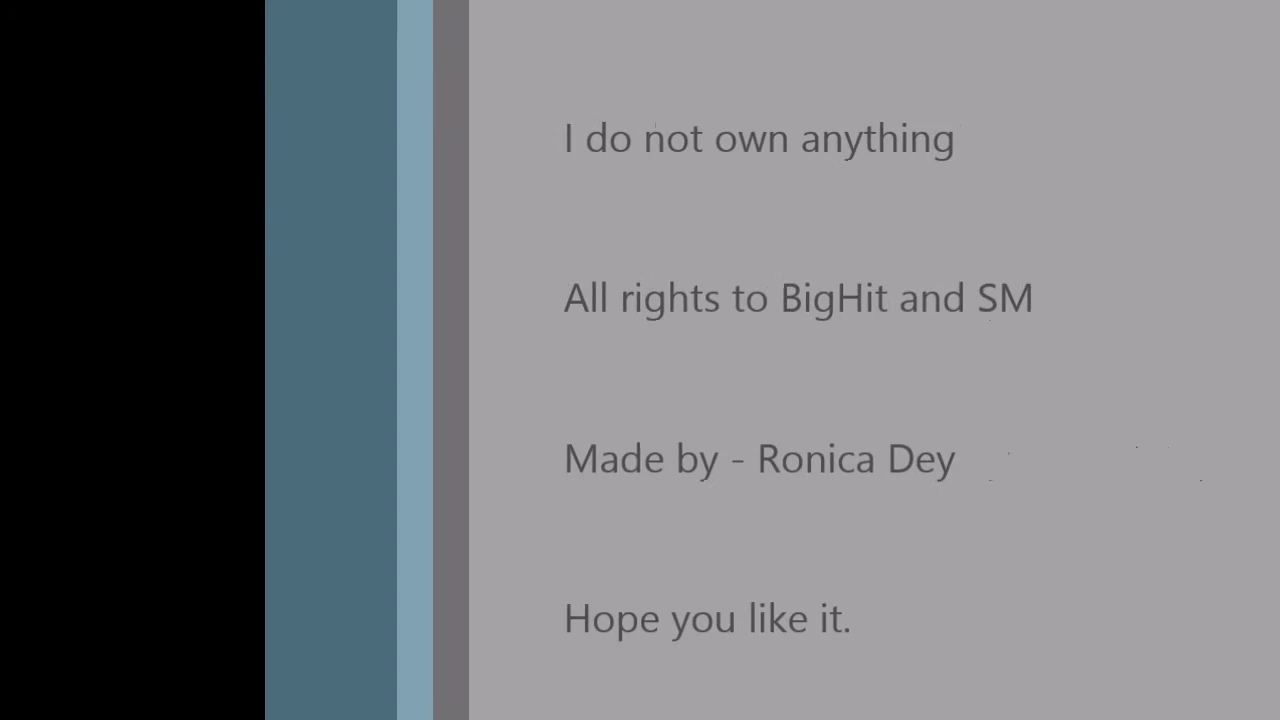 I do not own anything
All rights to BigHit and SM
Made by - Ronica Dey
Hope you like it.